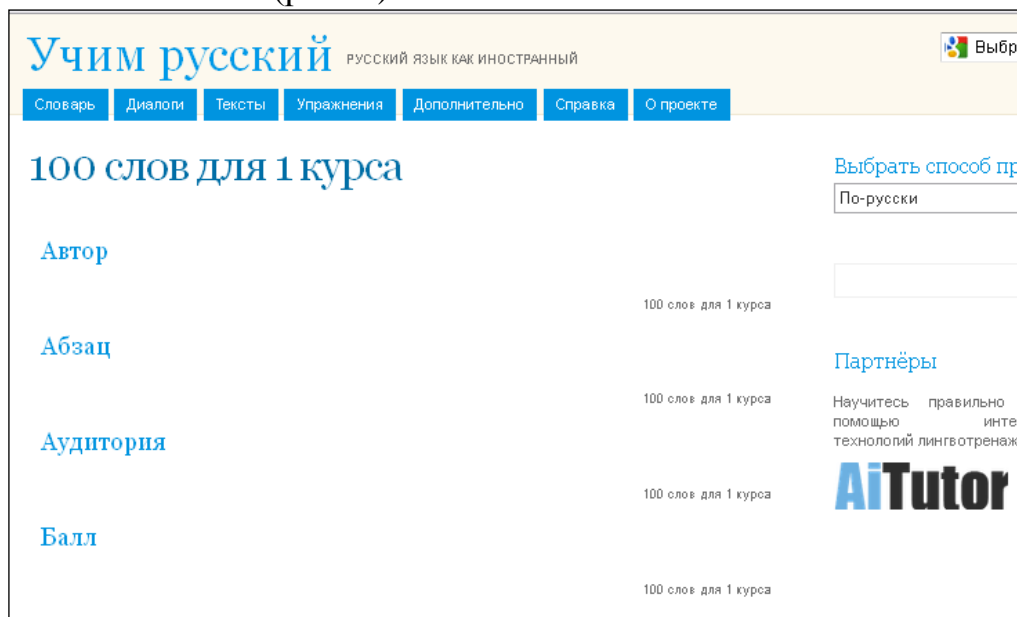 Учим русский РУССКИЙ ЯЗЫК КАК ИНОСТРАННЫЙ
Словарь Диалоги Тексты Упражнения Дополнительно Справка О проекте
100 слов для 1 курса
Автор
100 слов для 1 курса
Абзац
100 слов для 1 курса
Аудитория
100 слов для 1 курса
Балл
100 слов для 1 курса
Выбрать способ
По-русски
Партнёры
Научитесь правильно
помощью
технологий
AiTutor